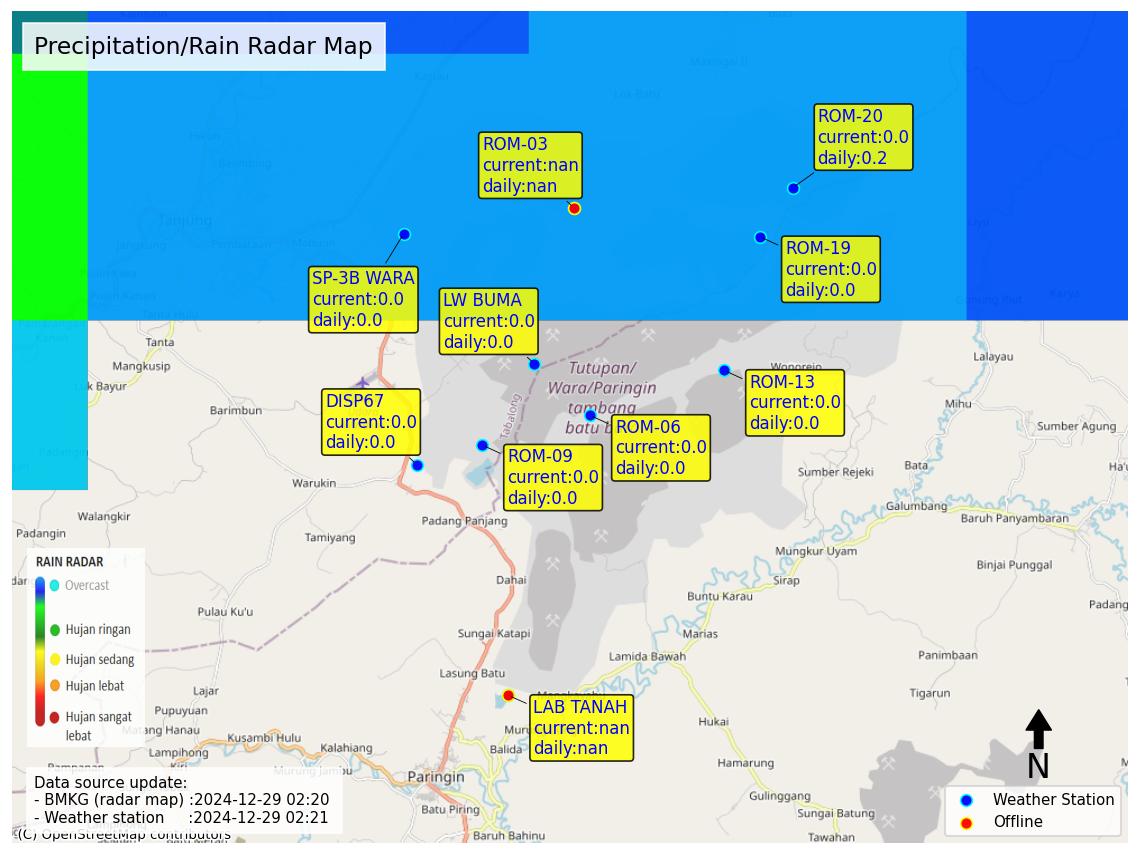 Precipitation/Rain Radar Map
ROM-20
current:0.0
daily:0.2
ROM-03
current:nan
daily:nan
ROM-19
current:0.0
daily:0.0
SP-3B WARA
current:0.0
daily:0.0
LW BUMA
current:0.0
daily:0.0
ROM-13
current:0.0
daily:0.0
DISP67
current:0.0
daily:0.0
ROM-06
current:0.0
daily:0.0
ROM-09
current:0.0
daily:0.0
LAB TANAH
current:nan
daily:nan
Tanjung
Tanta
Mangkusip
Barimbun
Warukin
Walangkir
Padangin
Tamiyang
Padang Panjang
Tabalong
Tutupan/
Wara/Paringin
tambang
Wonorejo
Lalayau
Mihu
Sumber Agung
Sumber Rejeki
Bata
Galumbang
Baruh Panyambaran
Mungkur Uyam
Binjai Punggal
Sirap
Buntu Karau
Dahai
Pulau Ku'u
Sungai Katapi
Marias
Lamida Bawah
Panimbaan
Tigarun
Lasung Batu
Lajar
Pupuyuan
Matang Hanau
Kusambi Hulu
Lampihong
Kalahiang
Murung Jambu
Balida
Paringin
Hukai
Hamarung
Gulinggang
Sungai Batung
Tawahan
Batu Piring
Baruh Bahinu
RAIN RADAR
Overcast
Hujan ringan
Hujan sedang
Hujan lebat
Hujan sangat
lebat
Data source update:
- BMKG (radar map) :2024-12-29 02:20
- Weather station :2024-12-29 02:21
(C) OpenStreetMap contributors
N
Weather Station
Offline